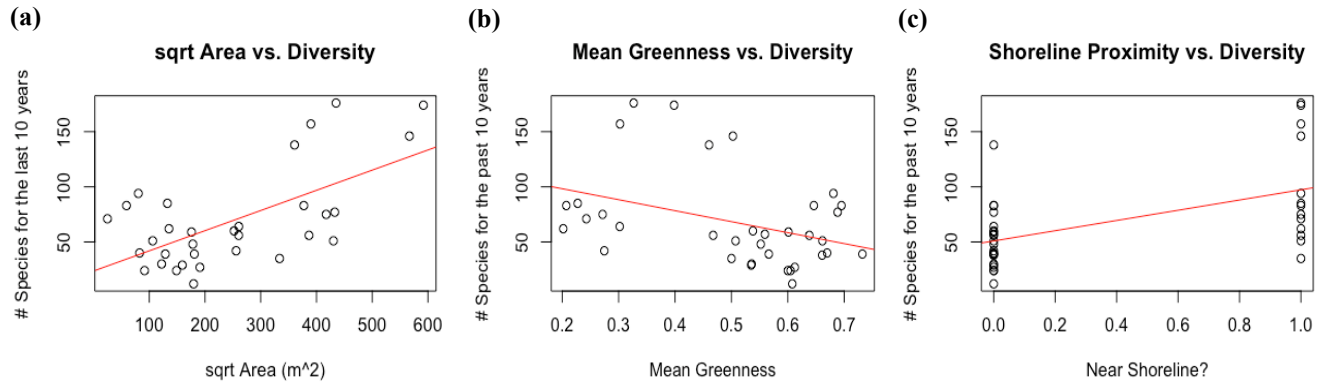 (a)
sqrt Area vs. Diversity
# Species for the last 10 years
150
100
50
100 200 300 400 500 600
sqrt Area (m^2)
(b)
Mean Greenness vs. Diversity
# Species for the past 10 years
150
100
50
0.2 0.3 0.4 0.5 0.6 0.7
Mean Greenness
(c)
Shoreline Proximity vs. Diversity
# Species for the past 10 years
150
100
50
0.0 0.2 0.4 0.6 0.8 1.0
Near Shoreline?